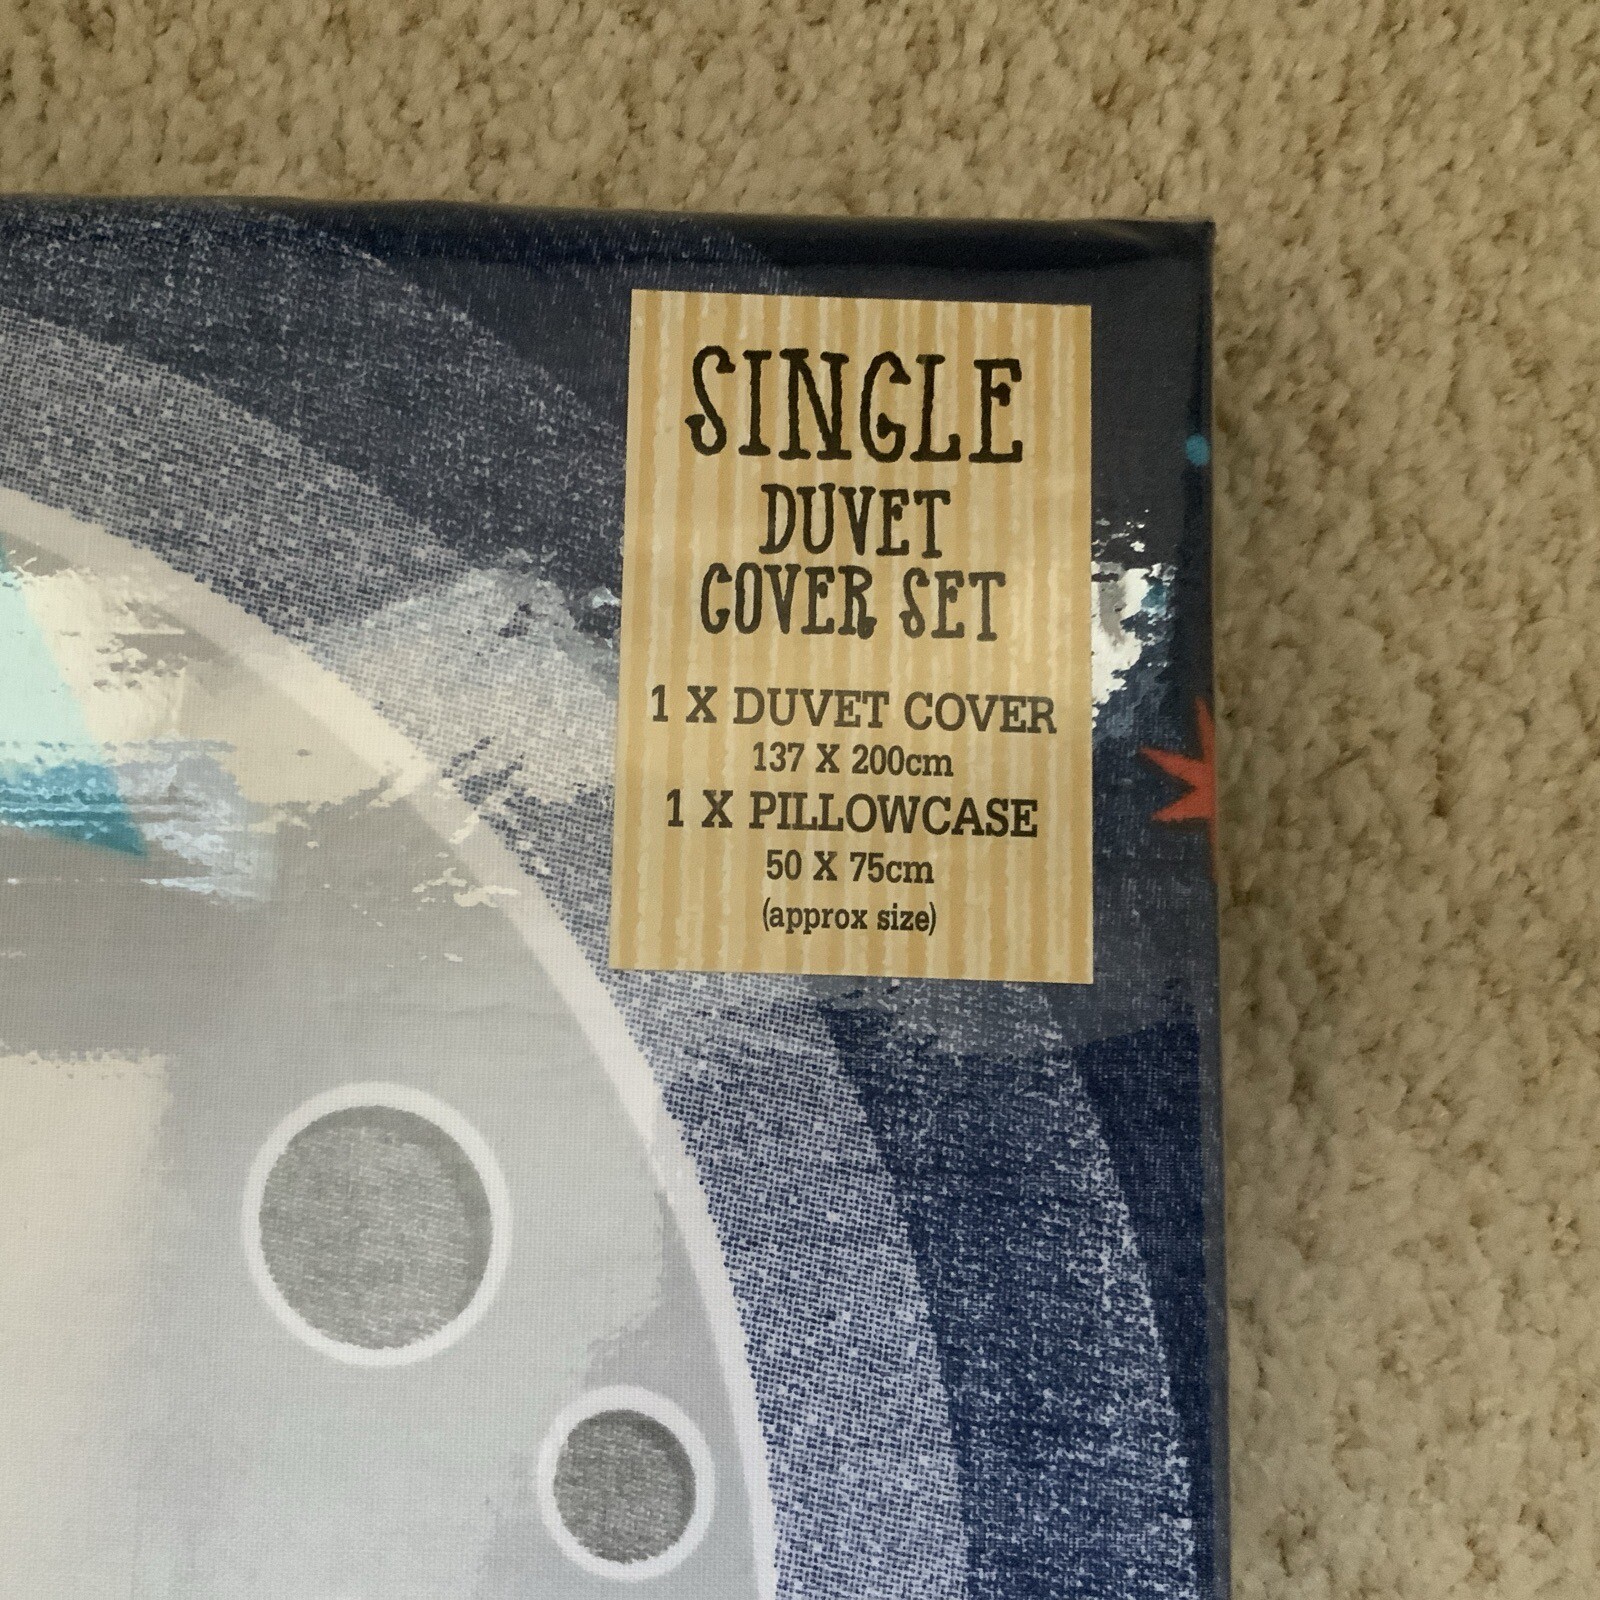 SINGLE
DUVET
COVER SET
1 X DUVET COVER
137 X 200cm
1 X PILLOWCASE
50 X 75cm
(approx size)